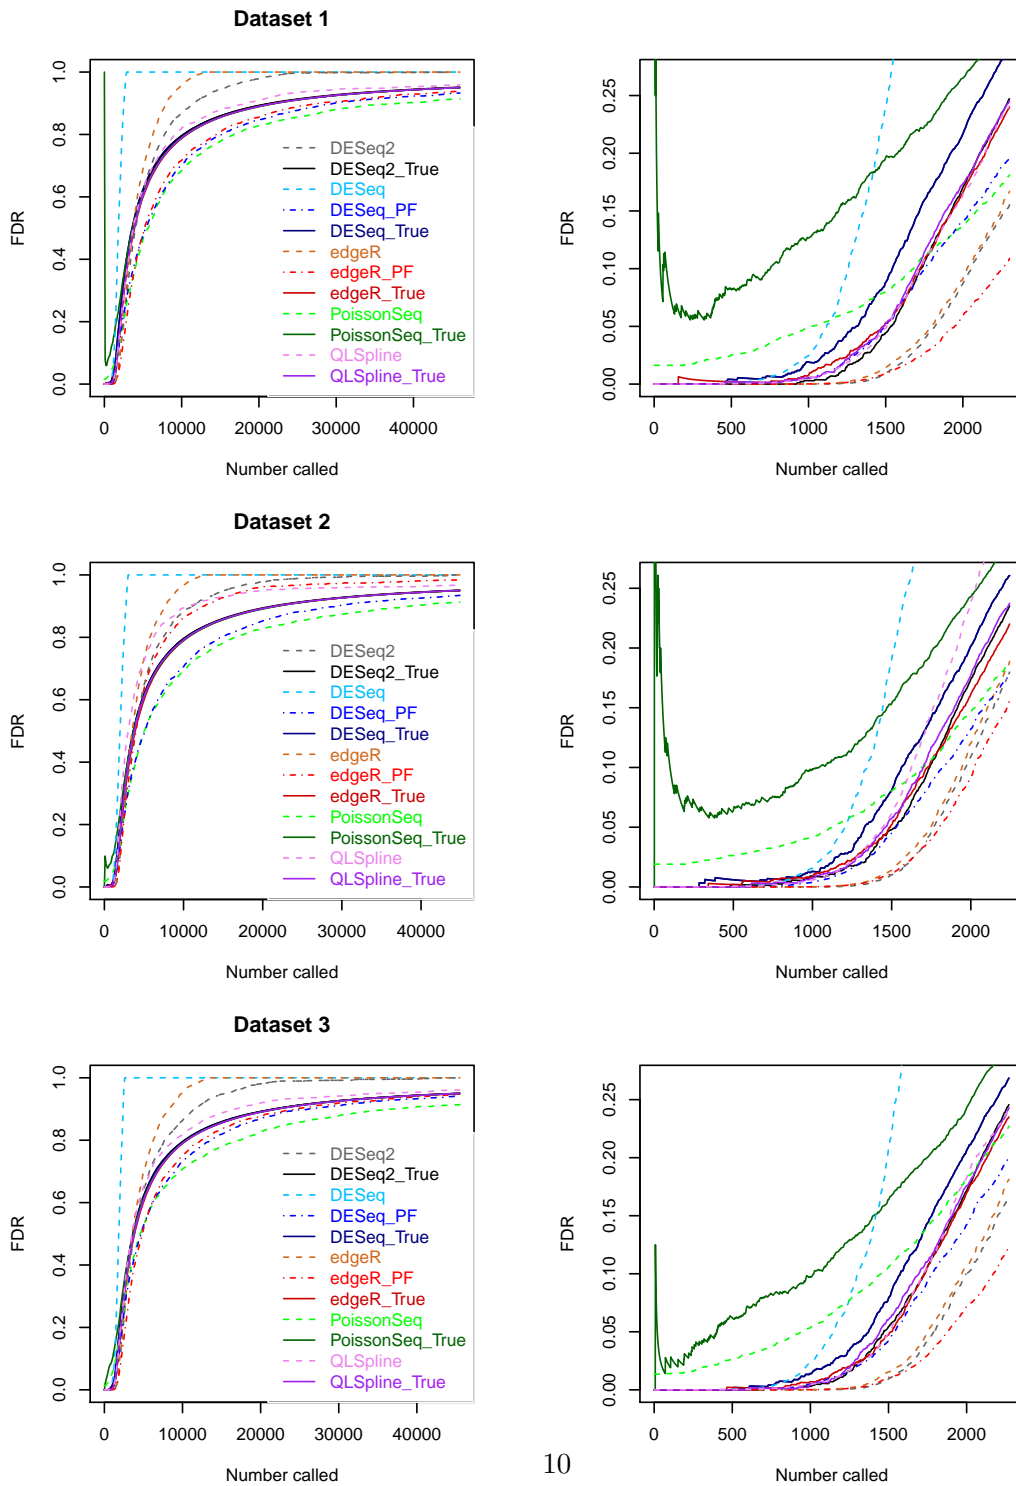 Dataset 1
FDR
0.0 0.2 0.4 0.6 0.8 1.0
DESeq2
DESeq2_True
DESeq
DESeq_PF
DESeq_True
edgeR
edgeR_PF
edgeR_True
PoissonSeq
PoissonSeq_True
QLSpline
QLSpline_True
0 10000 20000 30000 40000
Number called
FDR
0.00 0.05 0.10 0.15 0.20 0.25
0 500 1000 1500 2000
Number called
Dataset 2
FDR
0.0 0.2 0.4 0.6 0.8 1.0
DESeq2
DESeq2_True
DESeq
DESeq_PF
DESeq_True
edgeR
edgeR_PF
edgeR_True
PoissonSeq
PoissonSeq_True
QLSpline
QLSpline_True
0 10000 20000 30000 40000
Number called
FDR
0.00 0.05 0.10 0.15 0.20 0.25
0 500 1000 1500 2000
Number called
Dataset 3
FDR
0.0 0.2 0.4 0.6 0.8 1.0
DESeq2
DESeq2_True
DESeq
DESeq_PF
DESeq_True
edgeR
edgeR_PF
edgeR_True
PoissonSeq
PoissonSeq_True
QLSpline
QLSpline_True
0 10000 20000 30000 40000
Number called
FDR
0.00 0.05 0.10 0.15 0.20 0.25
0 500 1000 1500 2000
Number called
10